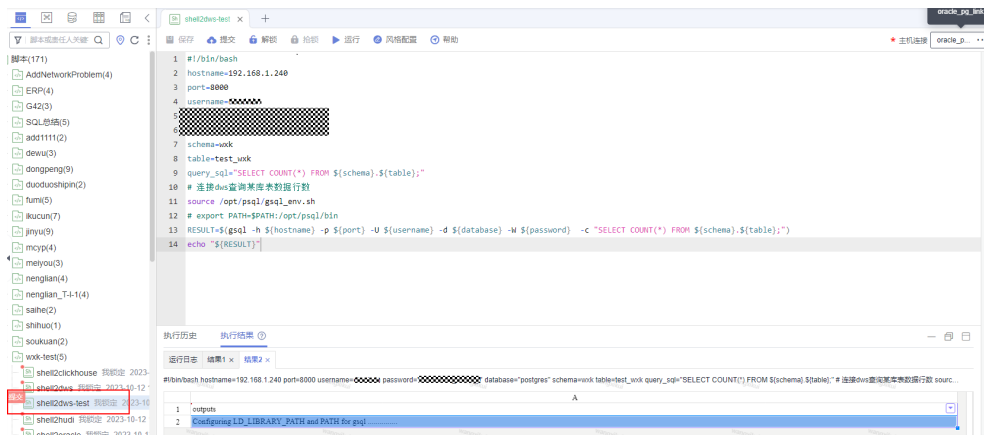 oracle_pg_link
shell2dws-test × +
脚本或责任人关键
保存 提交 解锁 抢锁 运行 风格配置 帮助
* 主机连接 oracle_p... ...
脚本(171)
AddNetworkProblem(4)
ERP(4)
G42(3)
SQL总结(5)
add1111(2)
dewu(3)
dongpeng(9)
duoduoshipin(2)
fumi(5)
ikucun(7)
jinyu(9)
mcyp(4)
meiyou(3)
nenglian(4)
nenglian_T-I-1(4)
saihe(2)
shihuo(1)
soukuan(2)
wxk-test(5)
shell2clickhouse 我锁定 2023-
shell2dws 我锁定 2023-10-12
提交 shell2dws-test 我锁定 2023-10
shell2hudi 我锁定 2023-10-12
shell2oracle 我锁定 2023-10-1
1 #!/bin/bash
2 hostname=192.168.1.240
3 port=8000
4 username=
5
6
7 schema=wxk
8 table=test_wxk
9 query_sql="SELECT COUNT(*) FROM ${schema}.${table};"
10 # 连接dws查询某库表数据行数
11 source /opt/psql/gsql_env.sh
12 # export PATH=$PATH:/opt/psql/bin
13 RESULT=$(gsql -h ${hostname} -p ${port} -U ${username} -d ${database} -W ${password} -c "SELECT COUNT(*) FROM ${schema}.${table};")
14 echo "${RESULT}"
执行历史 执行结果
运行日志 结果1 × 结果2 ×
#!/bin/bash hostname=192.168.1.240 port=8000 username= password= database="postgres" schema=wxk table=test_wxk query_sql="SELECT COUNT(*) FROM ${schema}.${table};" # 连接dws查询某库表数据行数 sourc...
A
1 outputs
2 Configuring LD_LIBRARY_PATH and PATH for gsql ..............